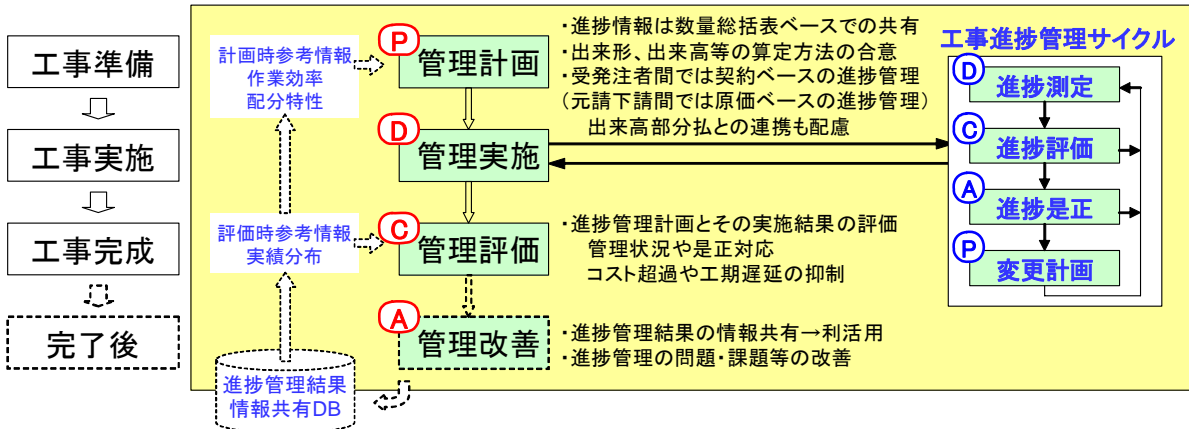 工事準備
工事実施
工事完成
完了後
計画時参考情報
作業効率
配分特性
評価時参考情報
実績分布
進捗管理結果
情報共有DB
P
管理計画
D
管理実施
C
管理評価
A
管理改善
・進捗情報は数量総括表ベースでの共有
・出来形、出来高等の算定方法の合意
・受発注者間では契約ベースの進捗管理
(元請下請間では原価ベースの進捗管理)
出来高部分払との連携も配慮
・進捗管理計画とその実施結果の評価
管理状況や是正対応
コスト超過や工期遅延の抑制
・進捗管理結果の情報共有→利活用
・進捗管理の問題・課題等の改善
工事進捗管理サイクル
D
進捗測定
C
進捗評価
A
進捗是正
P
変更計画